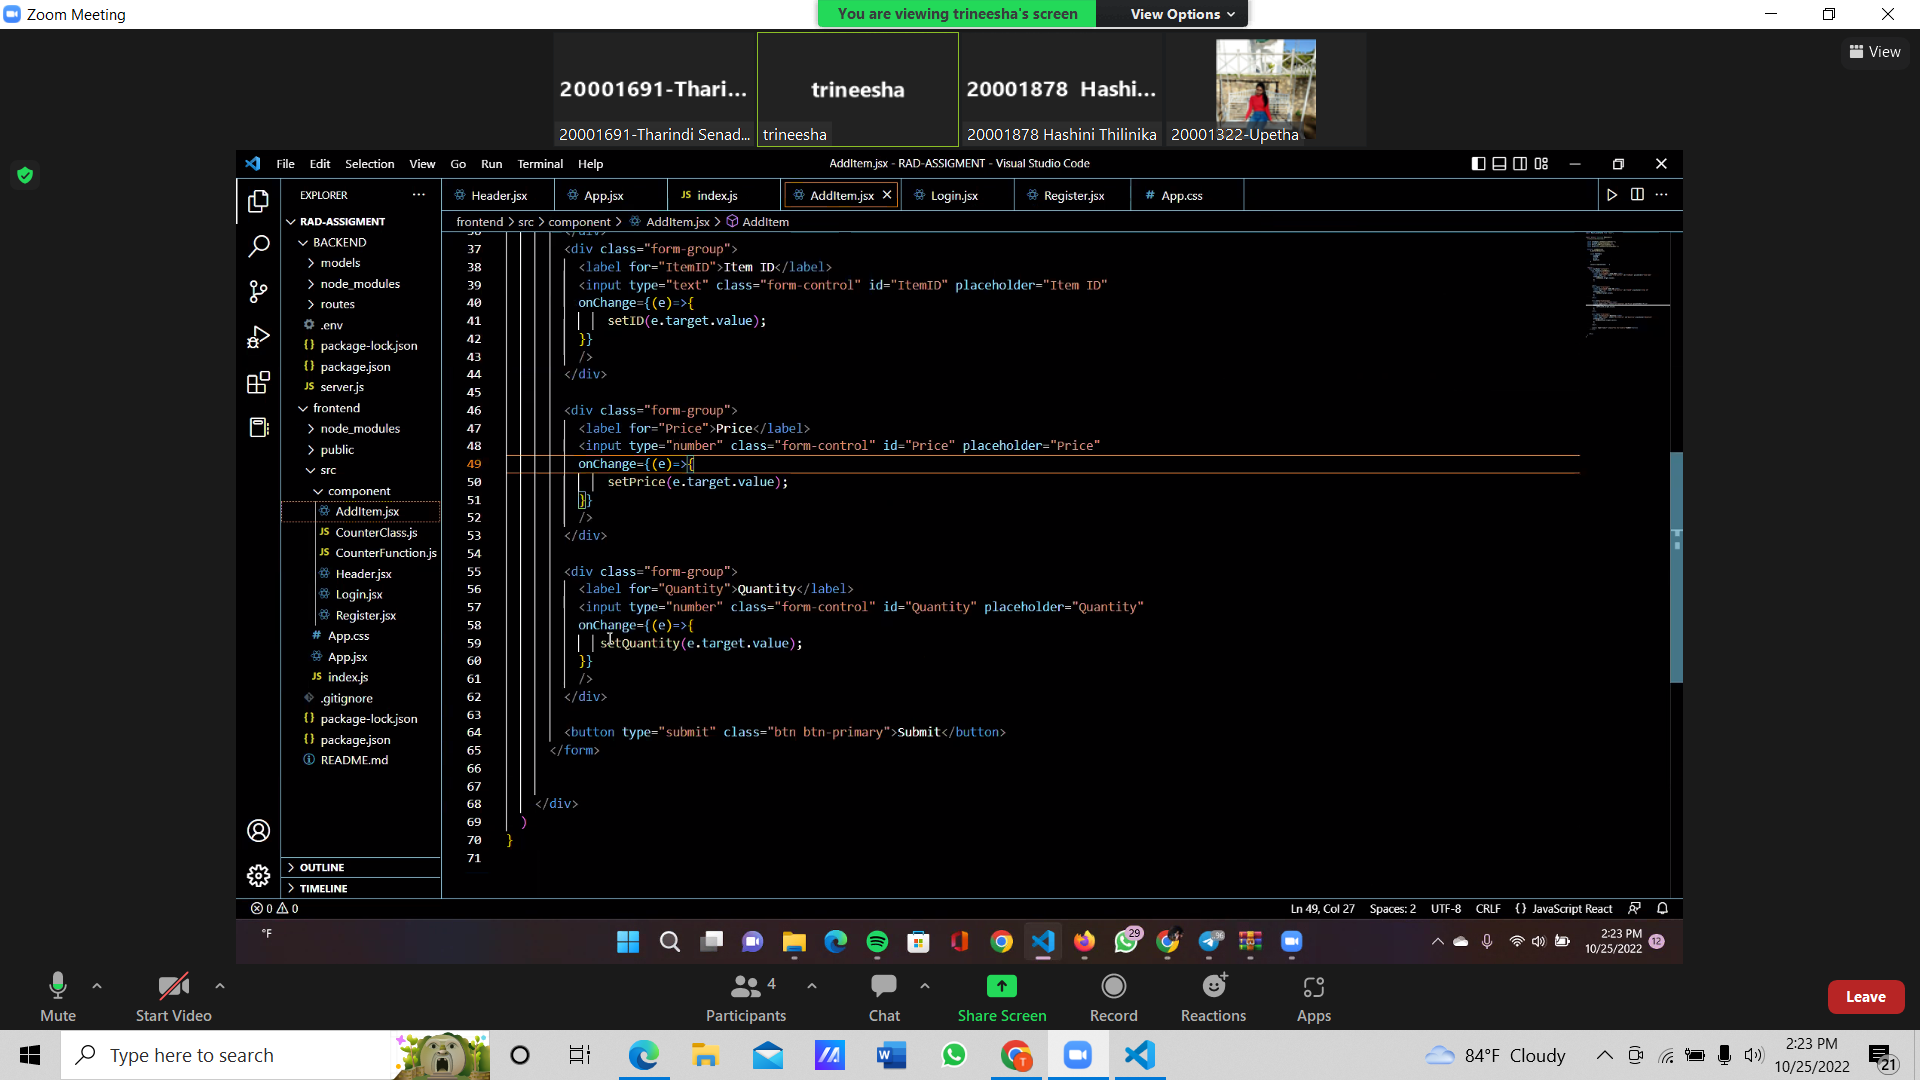 Zoom Meeting
You are viewing trineesha's screen
View Options
View
20001691-Thari...
trineesha
20001878 Hashi...
20001691-Tharindi Senad...
trineesha
20001878 Hashini Thilinika
20001322-Upetha
File Edit Selection View Go Run Terminal Help
AddItem.jsx - RAD-ASSIGMENT - Visual Studio Code
EXPLORER
Header.jsx
App.jsx
JS index.js
AddItem.jsx
Login.jsx
Register.jsx
# App.css
RAD-ASSIGMENT
BACKEND
models
node_modules
routes
.env
{} package-lock.json
{} package.json
JS server.js
frontend
node_modules
public
src
component
AddItem.jsx
JS CounterClass.js
JS CounterFunction.js
Header.jsx
Login.jsx
Register.jsx
# App.css
App.jsx
JS index.js
.gitignore
{} package-lock.json
{} package.json
README.md
OUTLINE
TIMELINE
frontend > src > component > AddItem.jsx > AddItem
36 </div>
37 <div class="form-group">
38 <label for="ItemID">Item ID</label>
39 <input type="text" class="form-control" id="ItemID" placeholder="Item ID"
40 onChange={(e)=>{
41 setID(e.target.value);
42 }}
43 />
44 </div>
45
46 <div class="form-group">
47 <label for="Price">Price</label>
48 <input type="number" class="form-control" id="Price" placeholder="Price"
49 onChange={(e)=>{
50 setPrice(e.target.value);
51 }}
52 />
53 </div>
54
55 <div class="form-group">
56 <label for="Quantity">Quantity</label>
57 <input type="number" class="form-control" id="Quantity" placeholder="Quantity"
58 onChange={(e)=>{
59 setQuantity(e.target.value);
60 }}
61 />
62 </div>
63
64 <button type="submit" class="btn btn-primary">Submit</button>
65 </form>
66
67
68 </div>
69 )
70 }
71
0 0
Ln 49, Col 27 Spaces: 2 UTF-8 CRLF {} JavaScript React
°F
29
96
2:23 PM
10/25/2022
12
Mute
Start Video
4
Participants
Chat
Share Screen
Record
Reactions
Apps
Leave
Type here to search
84°F Cloudy
2:23 PM
10/25/2022
21